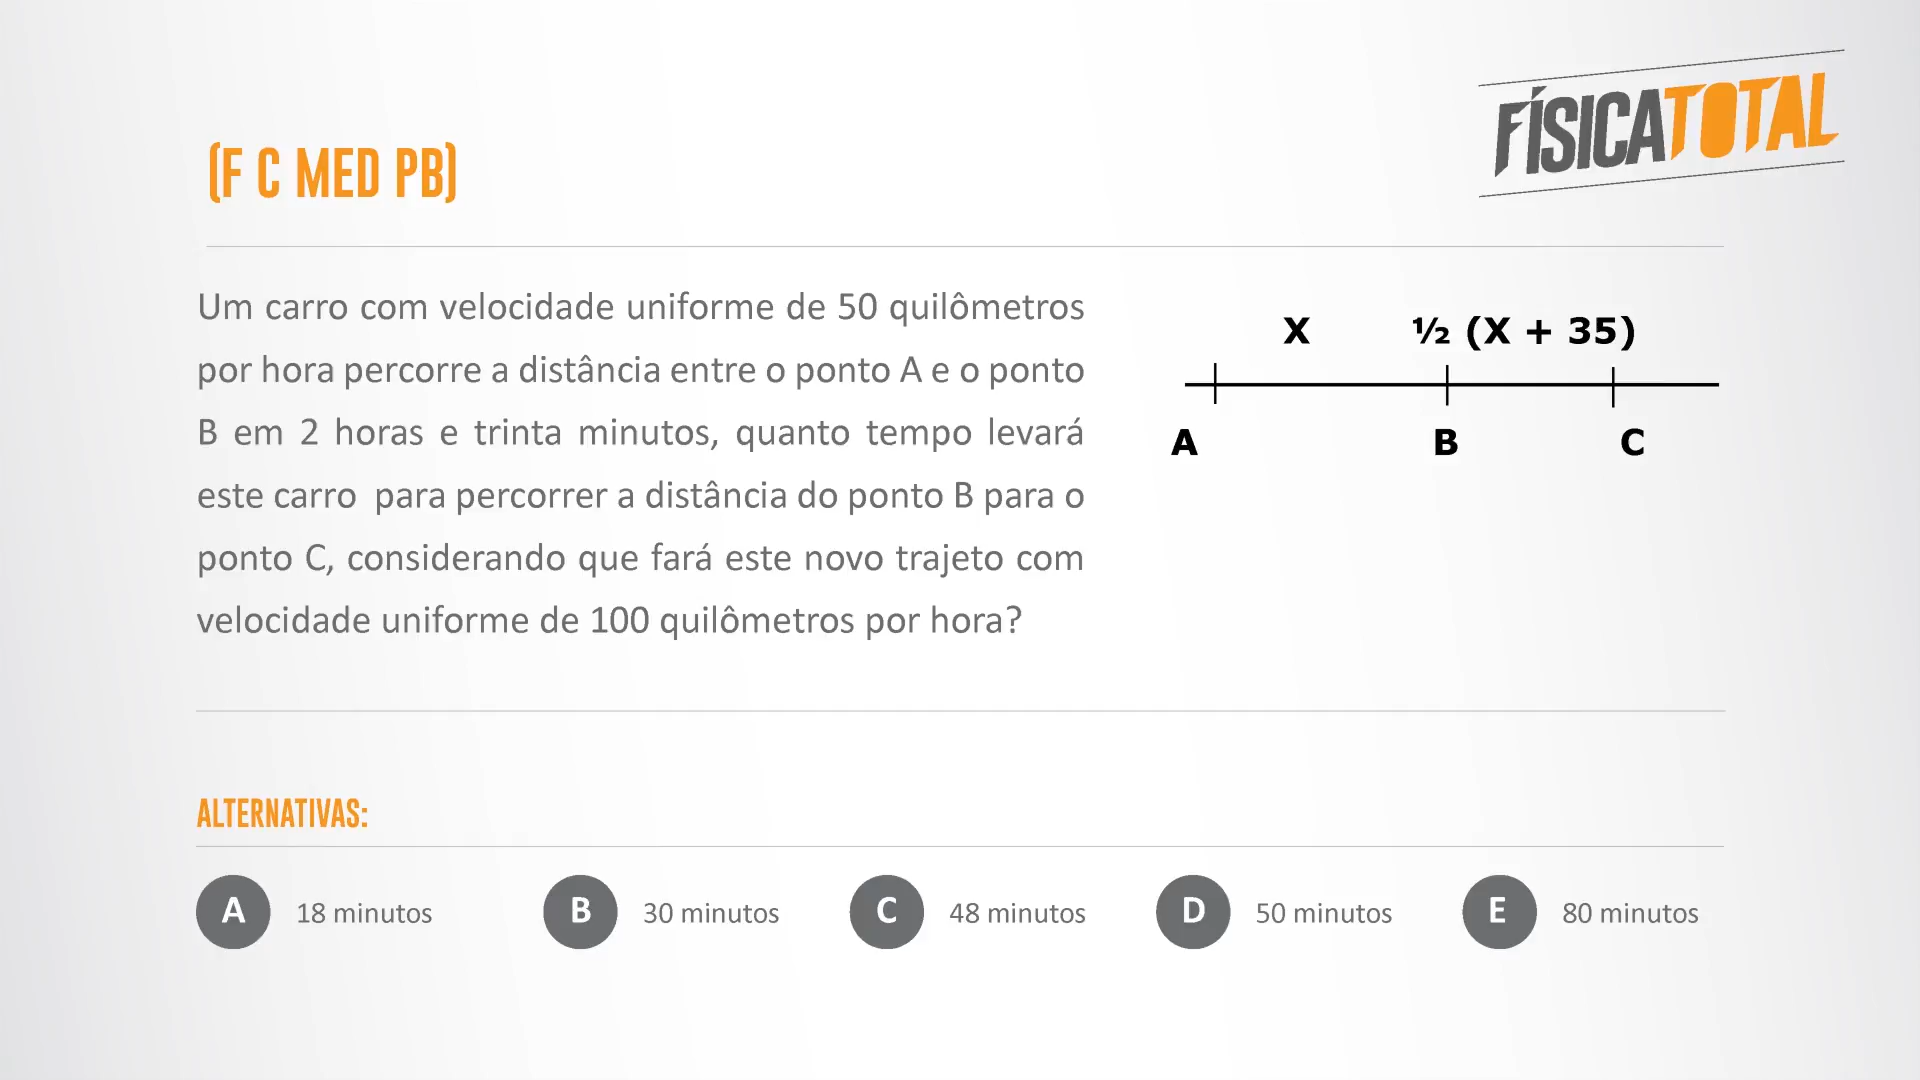 FÍSICATOTAL
(F C MED PB)
Um carro com velocidade uniforme de 50 quilômetros
por hora percorre a distância entre o ponto A e o ponto
B em 2 horas e trinta minutos, quanto tempo levará
este carro para percorrer a distância do ponto B para o
ponto C, considerando que fará este novo trajeto com
velocidade uniforme de 100 quilômetros por hora?
X ½ (X + 35)
A B C
ALTERNATIVAS:
A 18 minutos B 30 minutos C 48 minutos D 50 minutos E 80 minutos